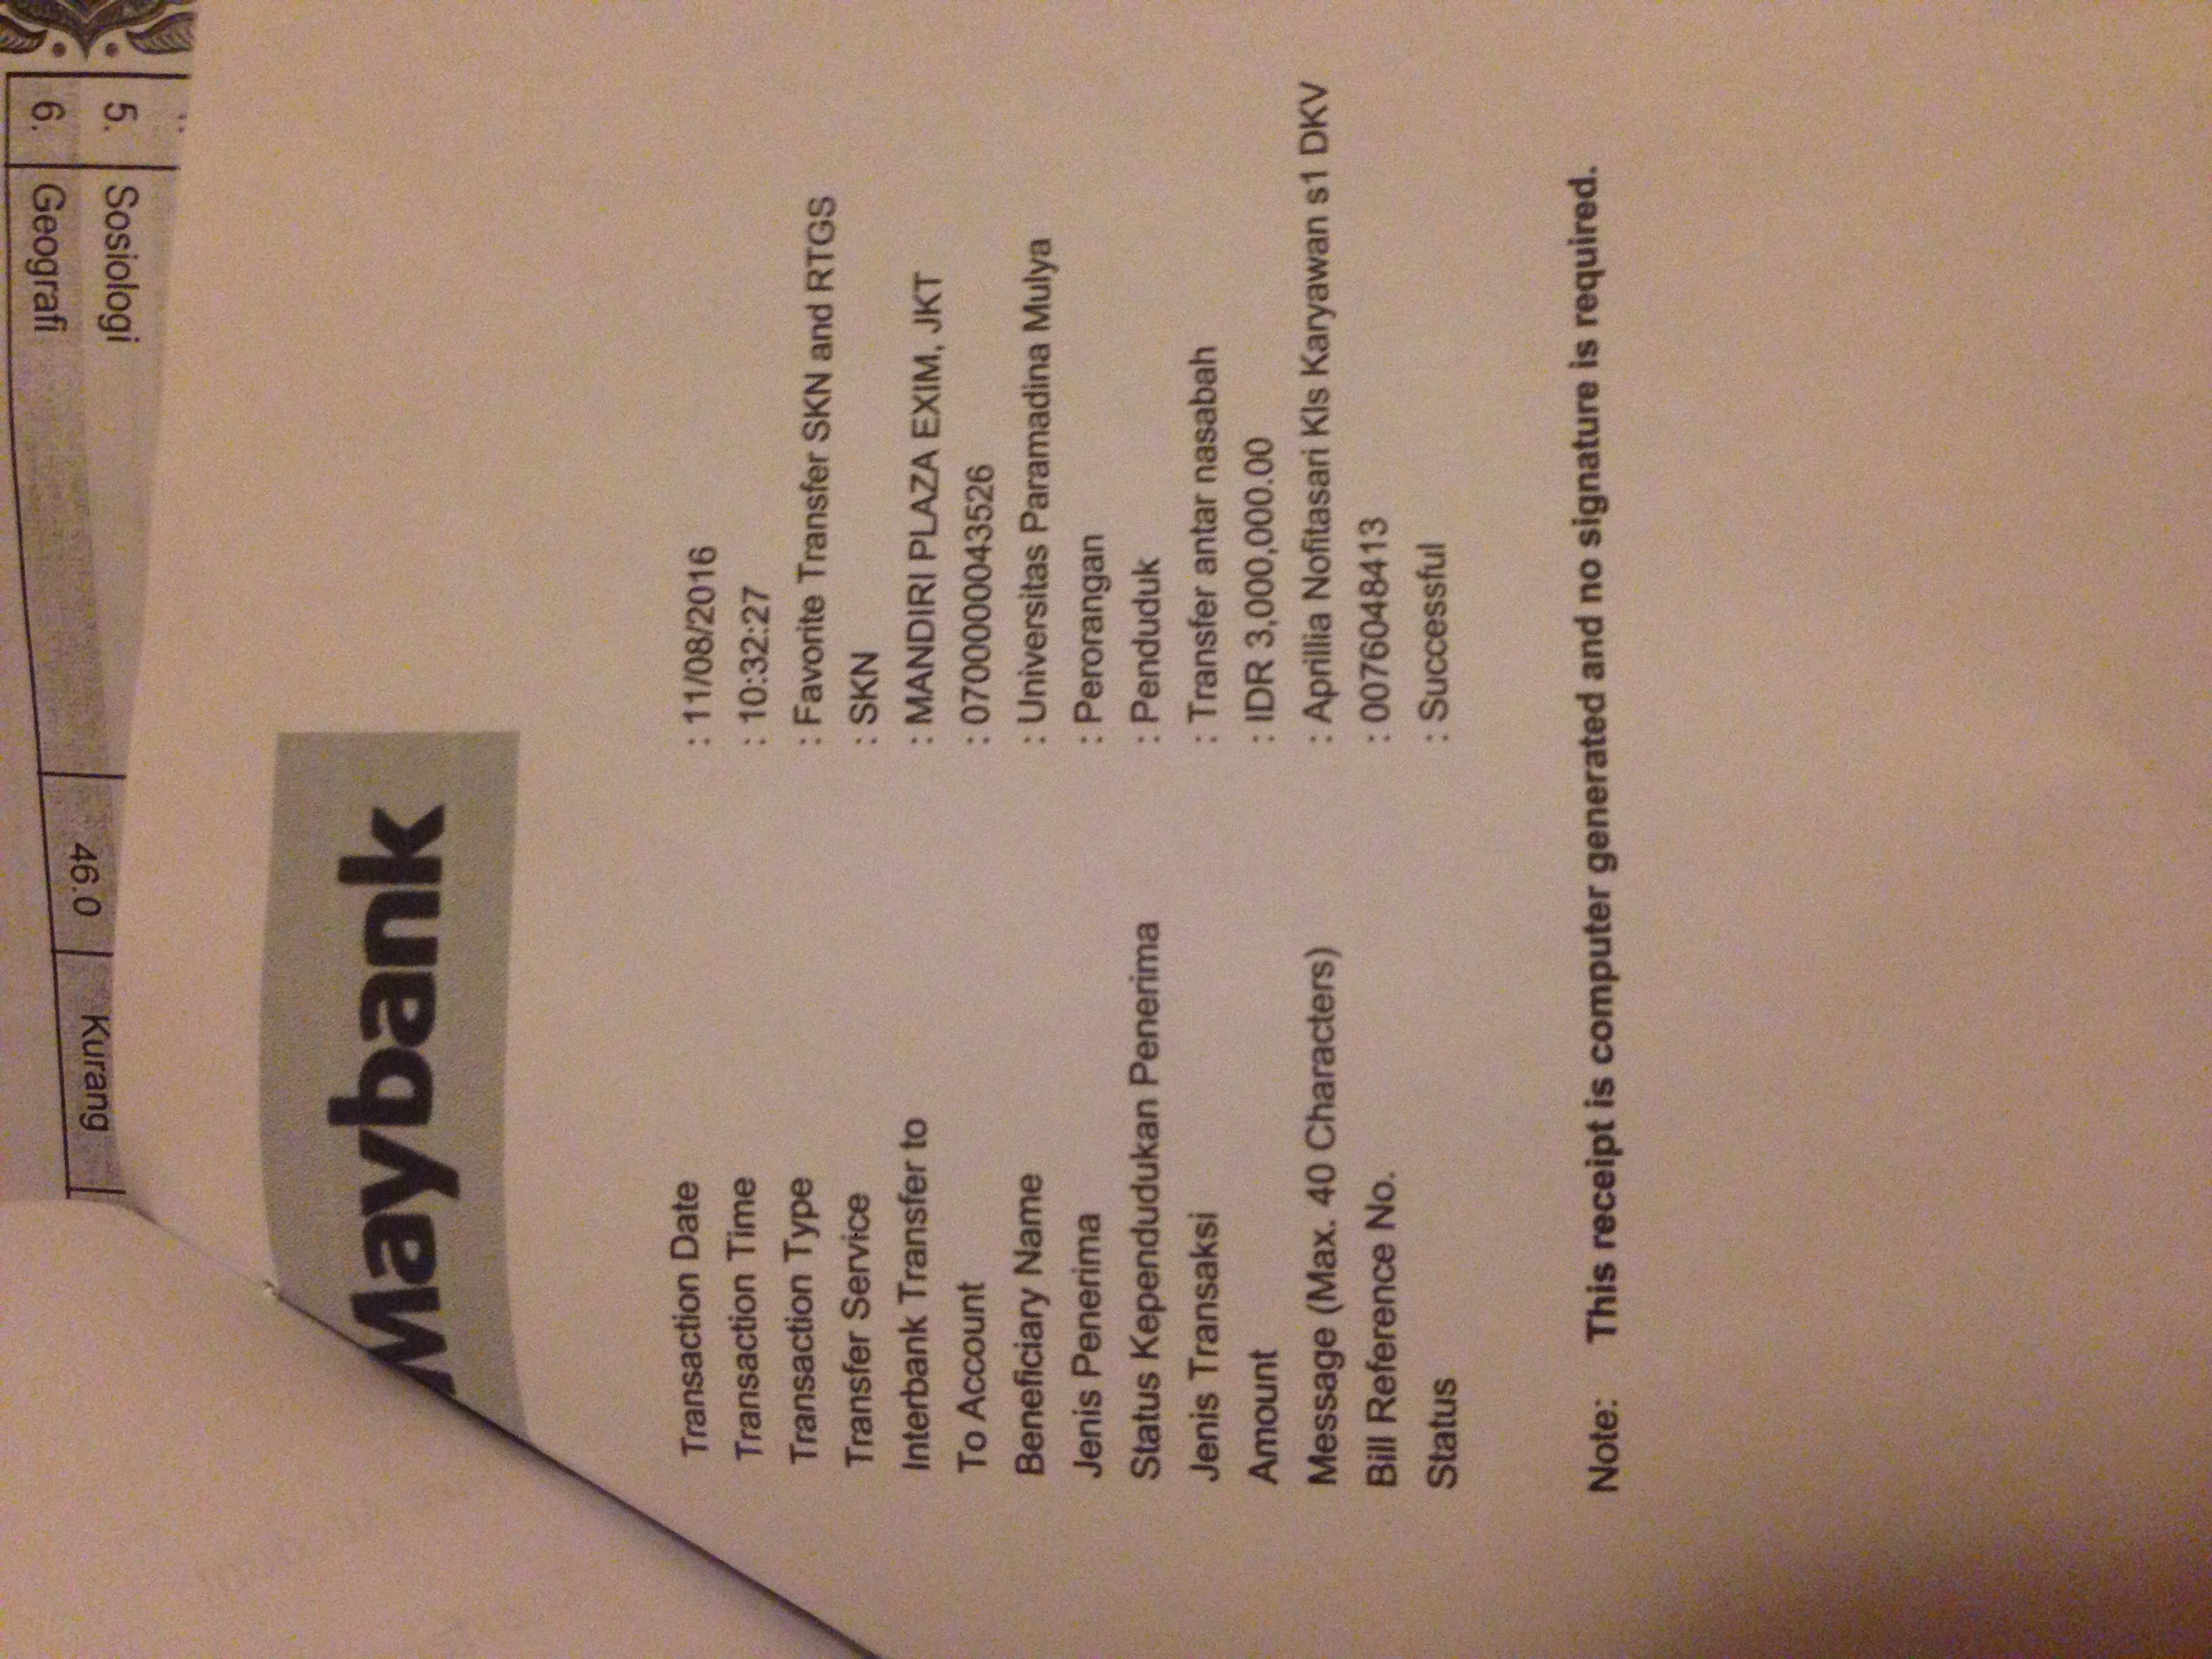 Maybank
Transaction Date : 11/08/2016
Transaction Time : 10:32:27
Transaction Type : Favorite Transfer SKN and RTGS
Transfer Service : SKN
Interbank Transfer to : MANDIRI PLAZA EXIM, JKT
To Account : 0700000043526
Beneficiary Name : Universitas Paramadina Mulya
Jenis Penerima : Perorangan
Status Kependudukan Penerima : Penduduk
Jenis Transaksi : Transfer antar nasabah
Amount : IDR 3,000,000.00
Message (Max. 40 Characters) : Aprillia Nofitasari Kls Karyawan s1 DKV
Bill Reference No. : 0076048413
Status : Successful
Note: This receipt is computer generated and no signature is required.
5. Sosiologi
6. Geografi 46.0 Kurang